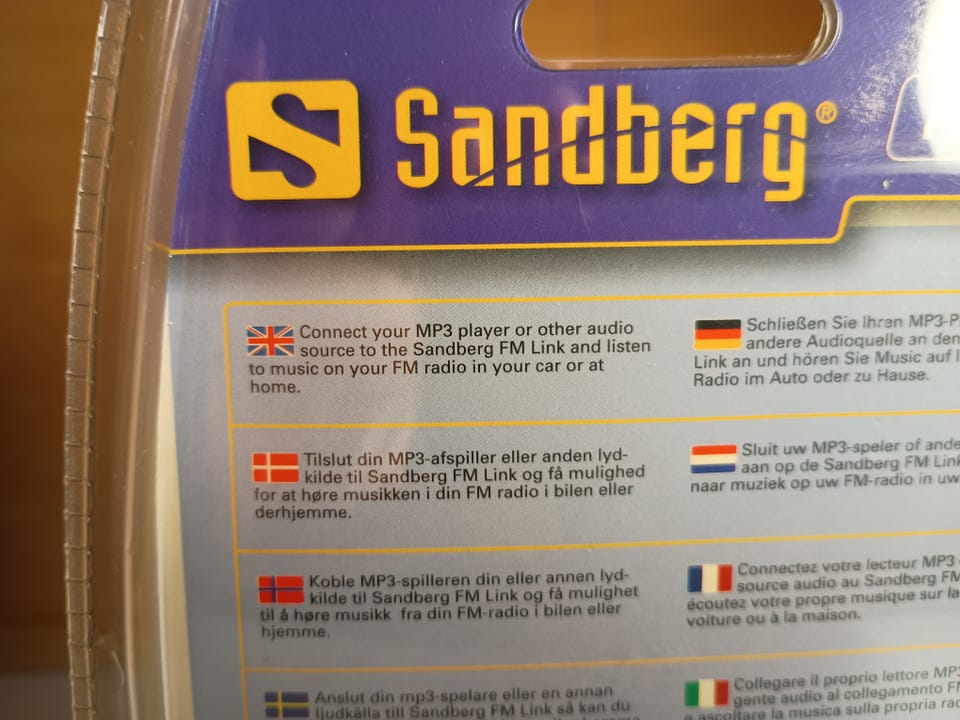 Sandberg®
Connect your MP3 player or other audio
source to the Sandberg FM Link and listen
to music on your FM radio in your car or at
home.
Schließen Sie Ihren MP3-P
andere Audioquelle an den
Link an und hören Sie Music auf I
Radio im Auto oder zu Hause.
Tilslut din MP3-afspiller eller anden lyd-
kilde til Sandberg FM Link og få mulighed
for at høre musikken i din FM radio i bilen eller
derhjemme.
Sluit uw MP3-speler of ande
aan op de Sandberg FM Link
naar muziek op uw FM-radio in uw
Koble MP3-spilleren din eller annen lyd-
kilde til Sandberg FM Link og få mulighet
til å høre musikk fra din FM-radio i bilen eller
hjemme.
Connectez votre lecteur MP3
source audio au Sandberg FM
écoutez votre propre musique sur la
voiture ou à la maison.
Anslut din mp3-spelare eller en annan
ljudkälla till Sandberg FM Link så kan du
Collegare il proprio lettore MP3
gente audio al collegamento FM
e ascoltare la musica sulla propria rad